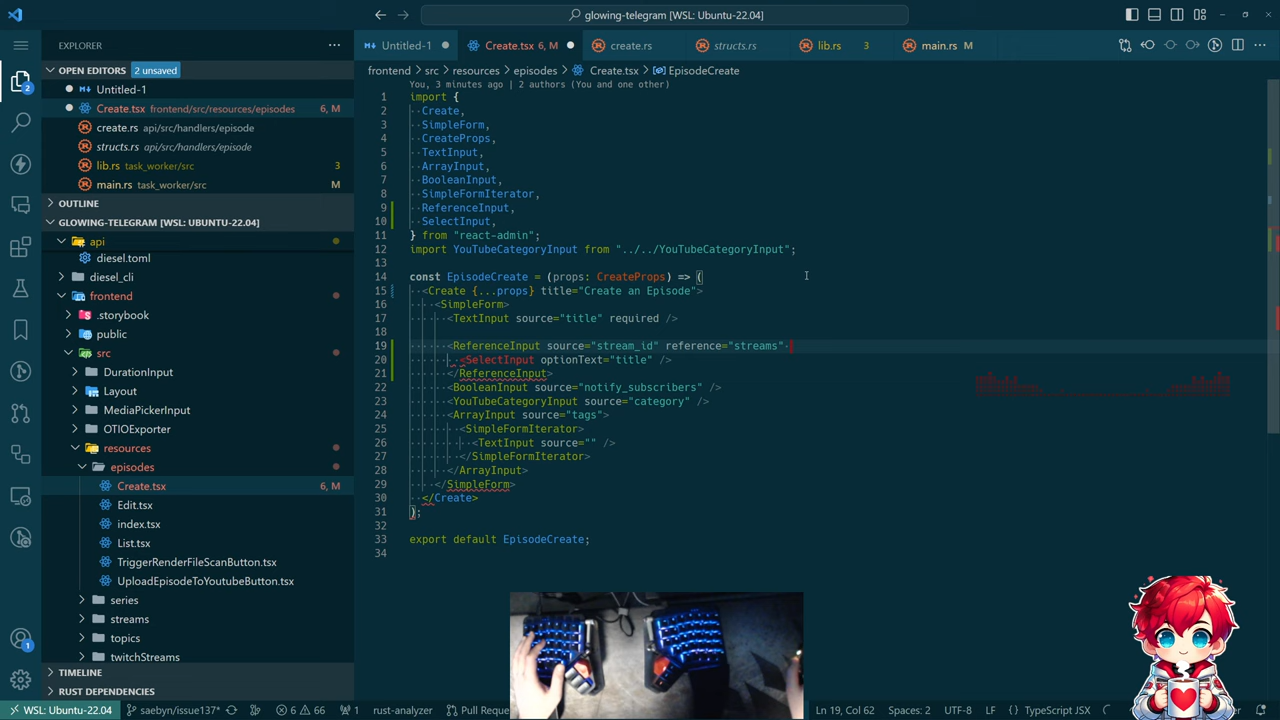 glowing-telegram [WSL: Ubuntu-22.04]
EXPLORER
Untitled-1
Create.tsx 6, M
create.rs
structs.rs
lib.rs 3
main.rs M
OPEN EDITORS 2 unsaved
Untitled-1
Create.tsx frontend/src/resources/episodes 6, M
create.rs api/src/handlers/episode
structs.rs api/src/handlers/episode
lib.rs task_worker/src 3
main.rs task_worker/src M
OUTLINE
GLOWING-TELEGRAM [WSL: UBUNTU-22.04]
api
diesel.toml
diesel_cli
frontend
.storybook
public
src
DurationInput
Layout
MediaPickerInput
OTIOExporter
resources
episodes
Create.tsx 6, M
Edit.tsx
index.tsx
List.tsx
TriggerRenderFileScanButton.tsx
UploadEpisodeToYoutubeButton.tsx
series
streams
topics
twitchStreams
TIMELINE
RUST DEPENDENCIES
2
1
frontend > src > resources > episodes > Create.tsx > EpisodeCreate
You, 3 minutes ago | 2 authors (You and one other)
1 import {
2 Create,
3 SimpleForm,
4 CreateProps,
5 TextInput,
6 ArrayInput,
7 BooleanInput,
8 SimpleFormIterator,
9 ReferenceInput,
10 SelectInput,
11 } from "react-admin";
12 import YouTubeCategoryInput from "../../YouTubeCategoryInput";
13
14 const EpisodeCreate = (props: CreateProps) => (
15 <Create {...props} title="Create an Episode">
16 <SimpleForm>
17 <TextInput source="title" required />
18
19 <ReferenceInput source="stream_id" reference="streams"
20 <SelectInput optionText="title" />
21 </ReferenceInput>
22 <BooleanInput source="notify_subscribers" />
23 <YouTubeCategoryInput source="category" />
24 <ArrayInput source="tags">
25 <SimpleFormIterator>
26 <TextInput source="" />
27 </SimpleFormIterator>
28 </ArrayInput>
29 </SimpleForm>
30 </Create>
31 );
32
33 export default EpisodeCreate;
34
WSL: Ubuntu-22.04
saebyn/issue137*
6 66
1
rust-analyzer
Pull Requ
Ln 19, Col 62
Spaces: 2
UTF-8
LF
{ } TypeScript JSX